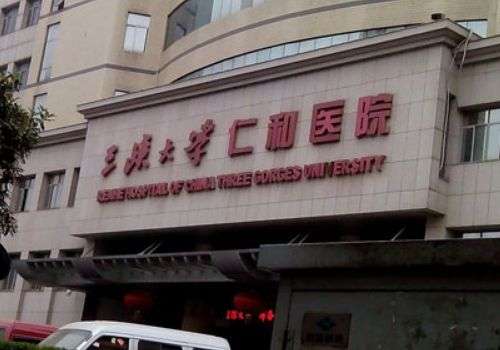 三峡大学仁和医院
RENHE HOSPITAL OF CHINA THREE GORGES UNIVERSITY